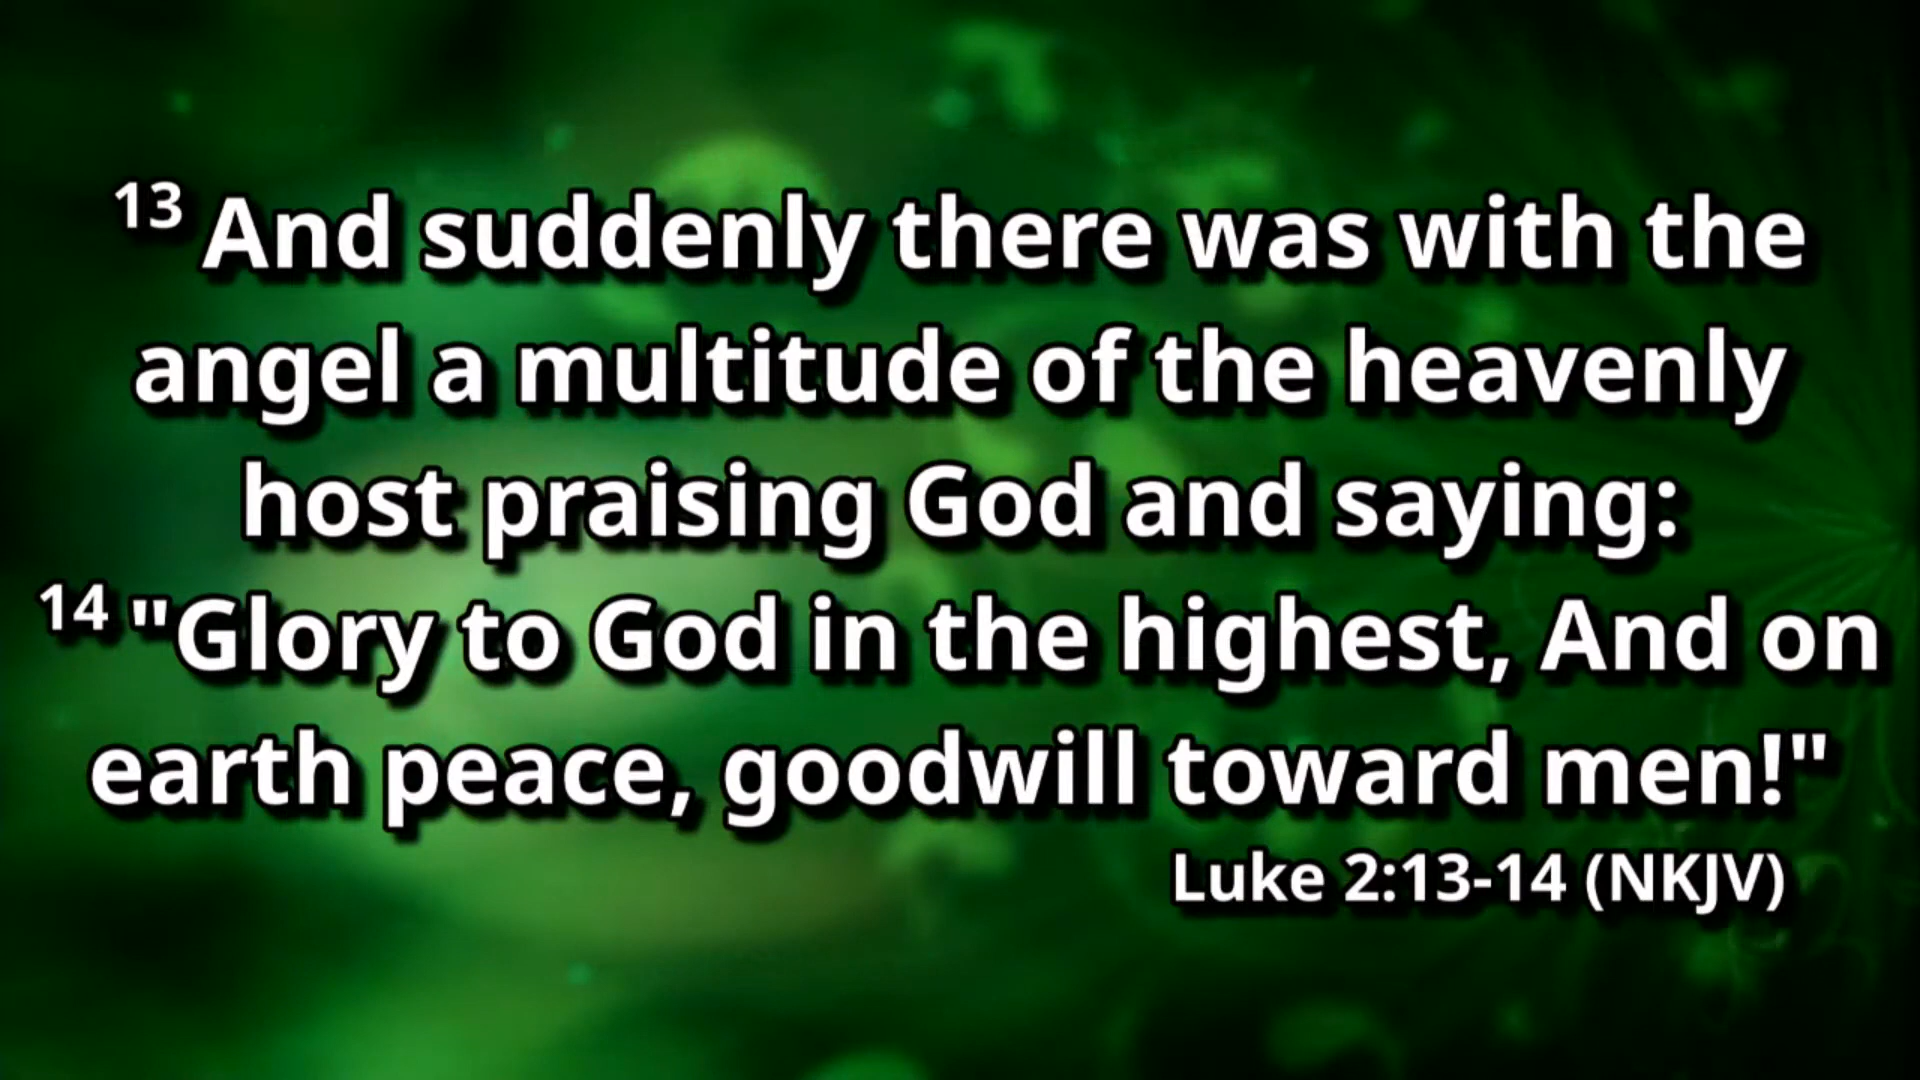 13 And suddenly there was with the
angel a multitude of the heavenly
host praising God and saying:
14 "Glory to God in the highest, And on
earth peace, goodwill toward men!"
Luke 2:13-14 (NKJV)